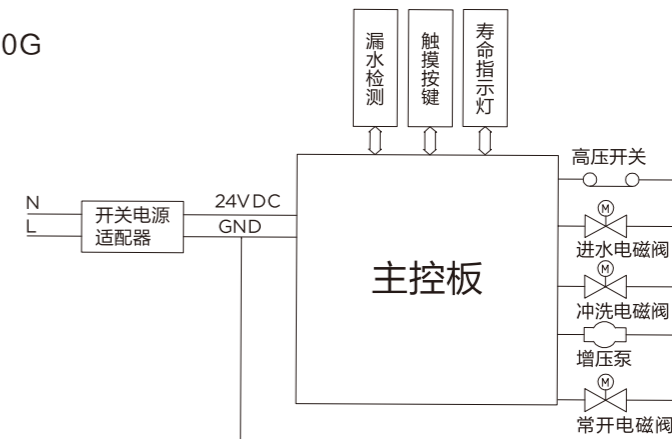 0G
漏水检测
触摸按键
寿命指示灯
高压开关
N
24VDC
开关电源
L
GND
适配器
M
进水电磁阀
主控板
M
冲洗电磁阀
增压泵
M
常开电磁阀